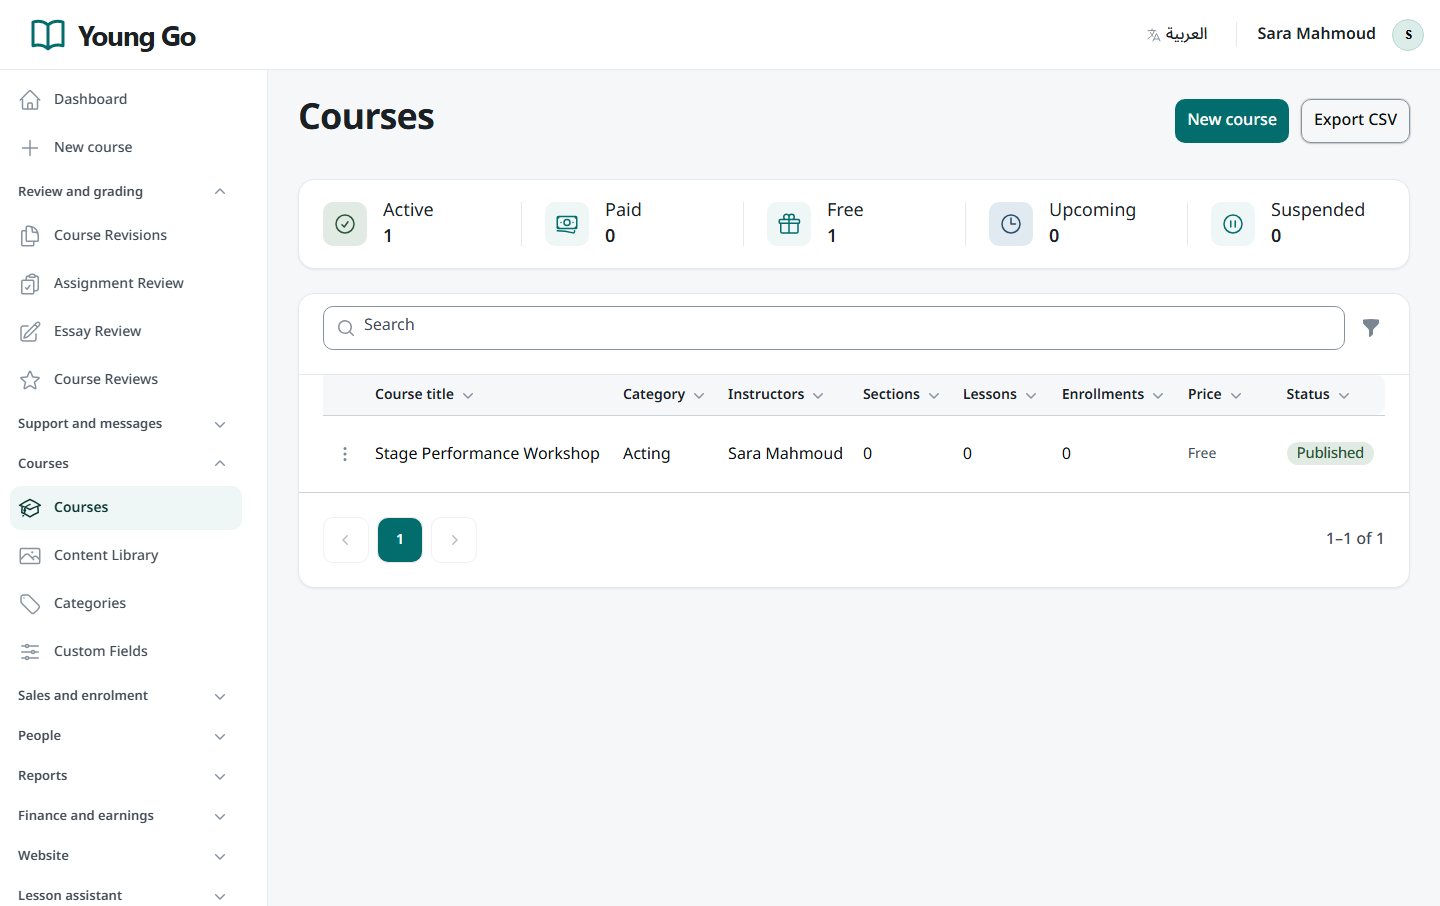 Young Go
العربية
Sara Mahmoud
S
Dashboard
New course
Review and grading
Course Revisions
Assignment Review
Essay Review
Course Reviews
Support and messages
Courses
Courses
Content Library
Categories
Custom Fields
Sales and enrolment
People
Reports
Finance and earnings
Website
Lesson assistant
Courses
New course
Export CSV
Active
1
Paid
0
Free
1
Upcoming
0
Suspended
0
Search
Course title Category Instructors Sections Lessons Enrollments Price Status
Stage Performance Workshop Acting Sara Mahmoud 0 0 0 Free Published
1
1–1 of 1